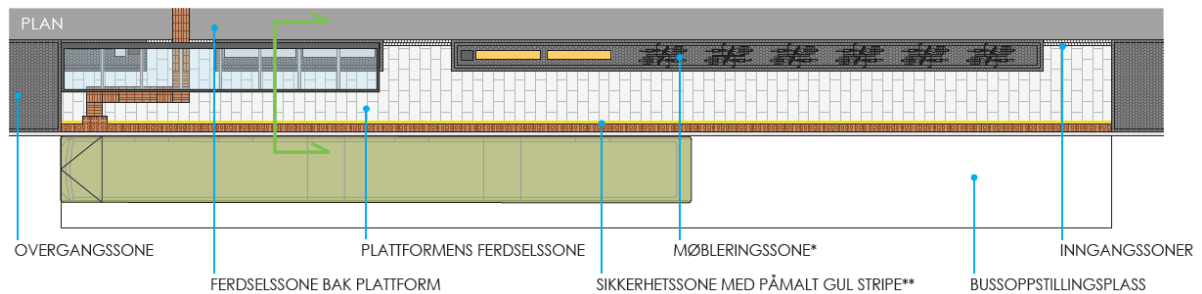 PLAN
OVERGANGSSONE
PLATTFORMENS FERDSELSSONE
MØBLERINGSSONE*
INNGANGSSONER
FERDSELSSONE BAK PLATTFORM
SIKKERHETSSONE MED PÅMALT GUL STRIPE**
BUSSOPPSTILLINGSPLASS